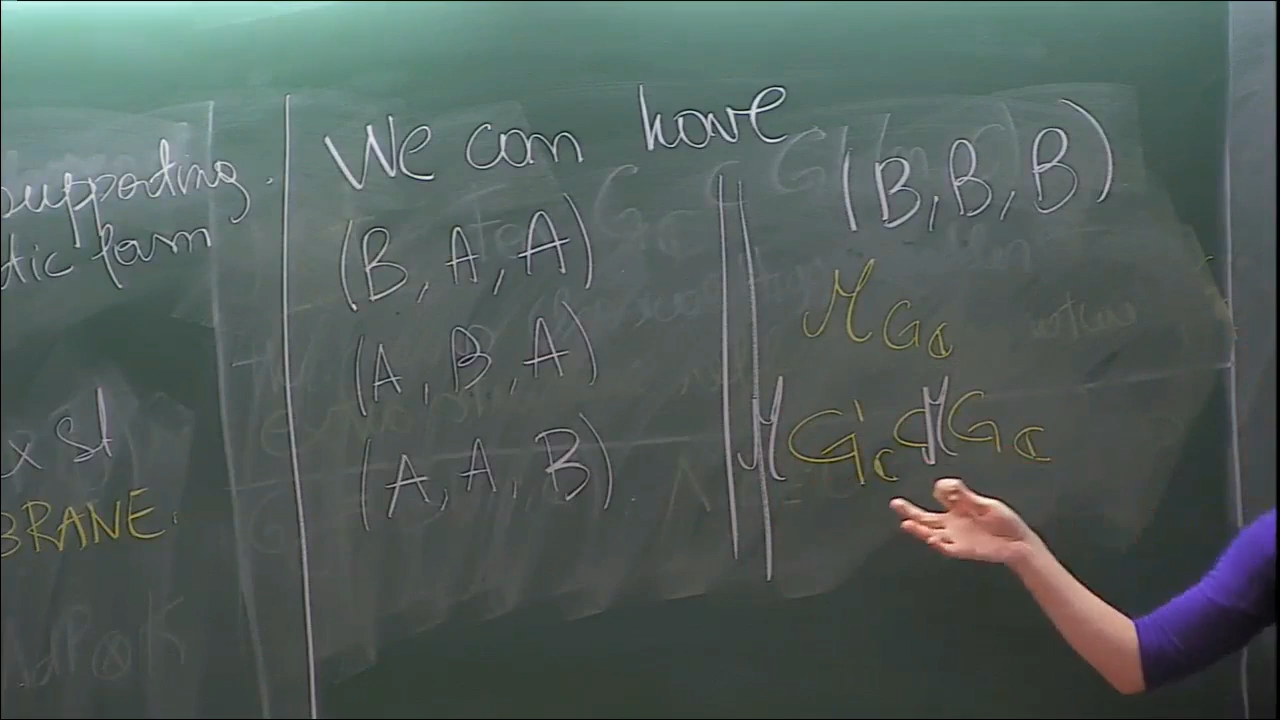 supporting.
tic form
x St
BRANE.
We can have
(B, A, A)
(A, B, A)
(A, A, B).
(B, B, B)
M_{G_C}
M_{G'_C} ⊂ M_{G_C}